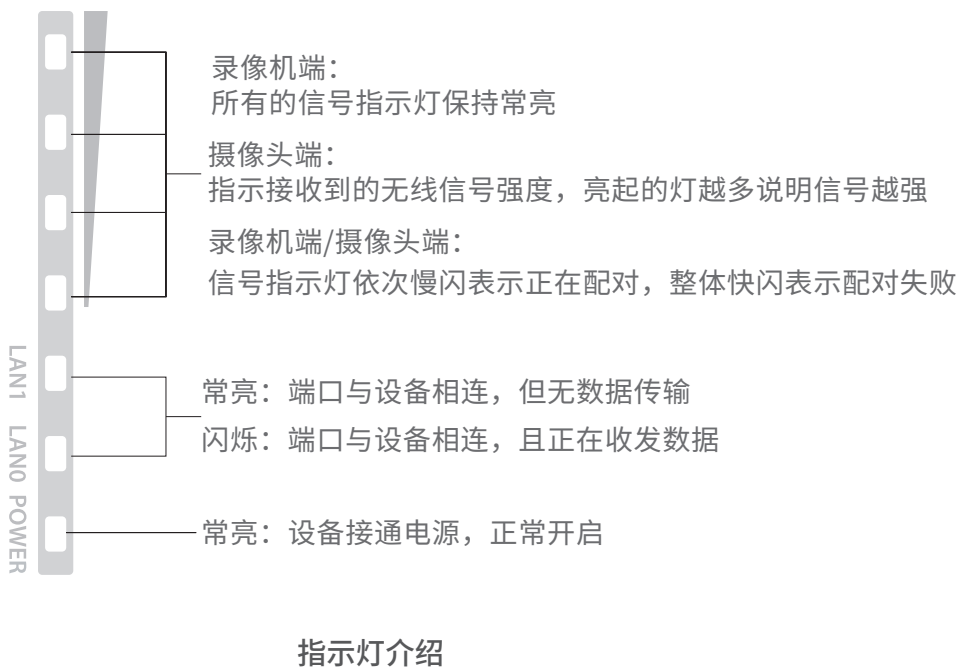 录像机端：
所有的信号指示灯保持常亮
摄像头端：
指示接收到的无线信号强度，亮起的灯越多说明信号越强
录像机端/摄像头端：
信号指示灯依次慢闪表示正在配对，整体快闪表示配对失败
LAN1
常亮：端口与设备相连，但无数据传输
LAN0
闪烁：端口与设备相连，且正在收发数据
POWER
常亮：设备接通电源，正常开启
指示灯介绍